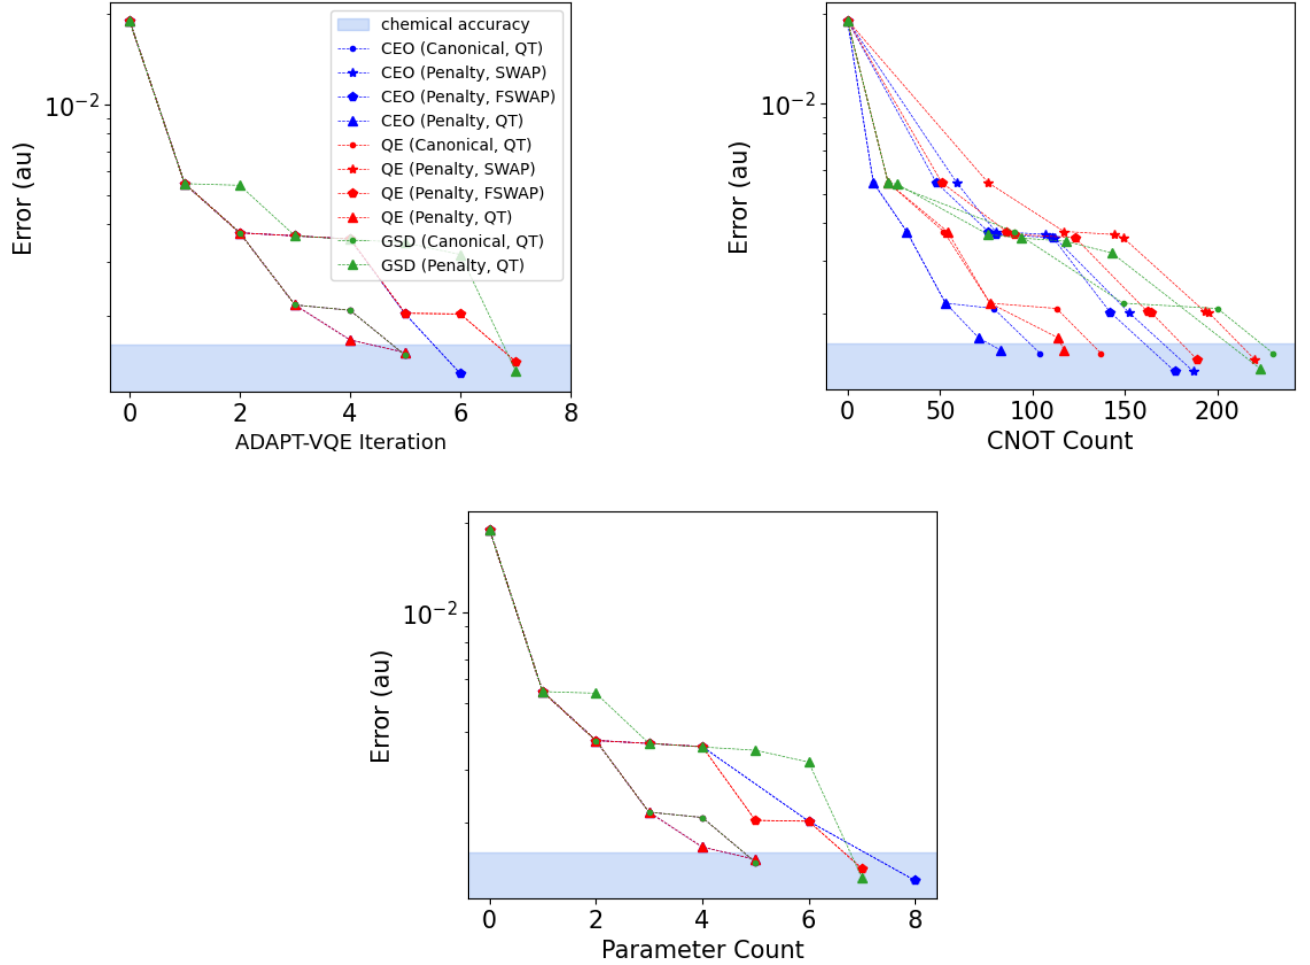 chemical accuracy
CEO (Canonical, QT)
CEO (Penalty, SWAP)
CEO (Penalty, FSWAP)
CEO (Penalty, QT)
QE (Canonical, QT)
QE (Penalty, SWAP)
QE (Penalty, FSWAP)
QE (Penalty, QT)
GSD (Canonical, QT)
GSD (Penalty, QT)
10⁻²
Error (au)
0 2 4 6 8
ADAPT-VQE Iteration
10⁻²
Error (au)
0 50 100 150 200
CNOT Count
10⁻²
Error (au)
0 2 4 6 8
Parameter Count